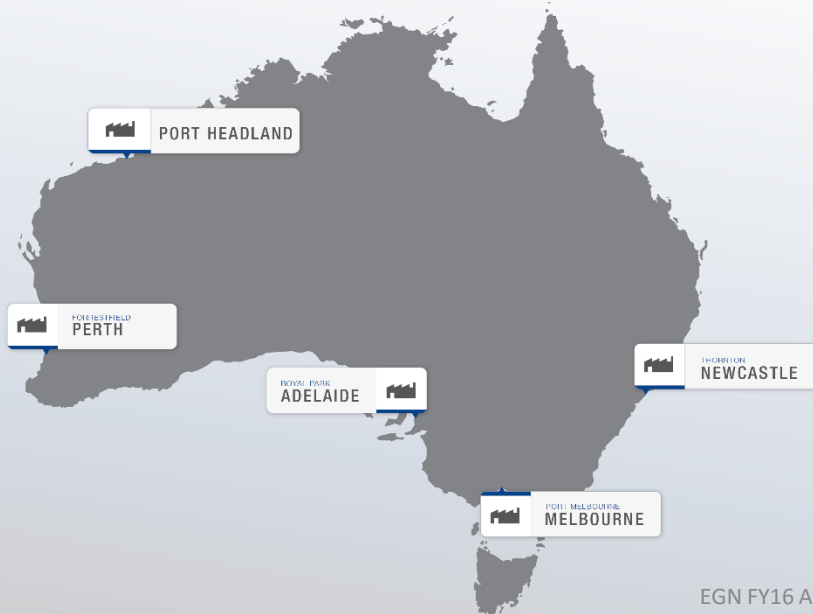 PORT HEADLAND
FORRESTFIELD
PERTH
ROYAL PARK
ADELAIDE
THORNTON
NEWCASTLE
PORT MELBOURNE
MELBOURNE
EGN FY16 A